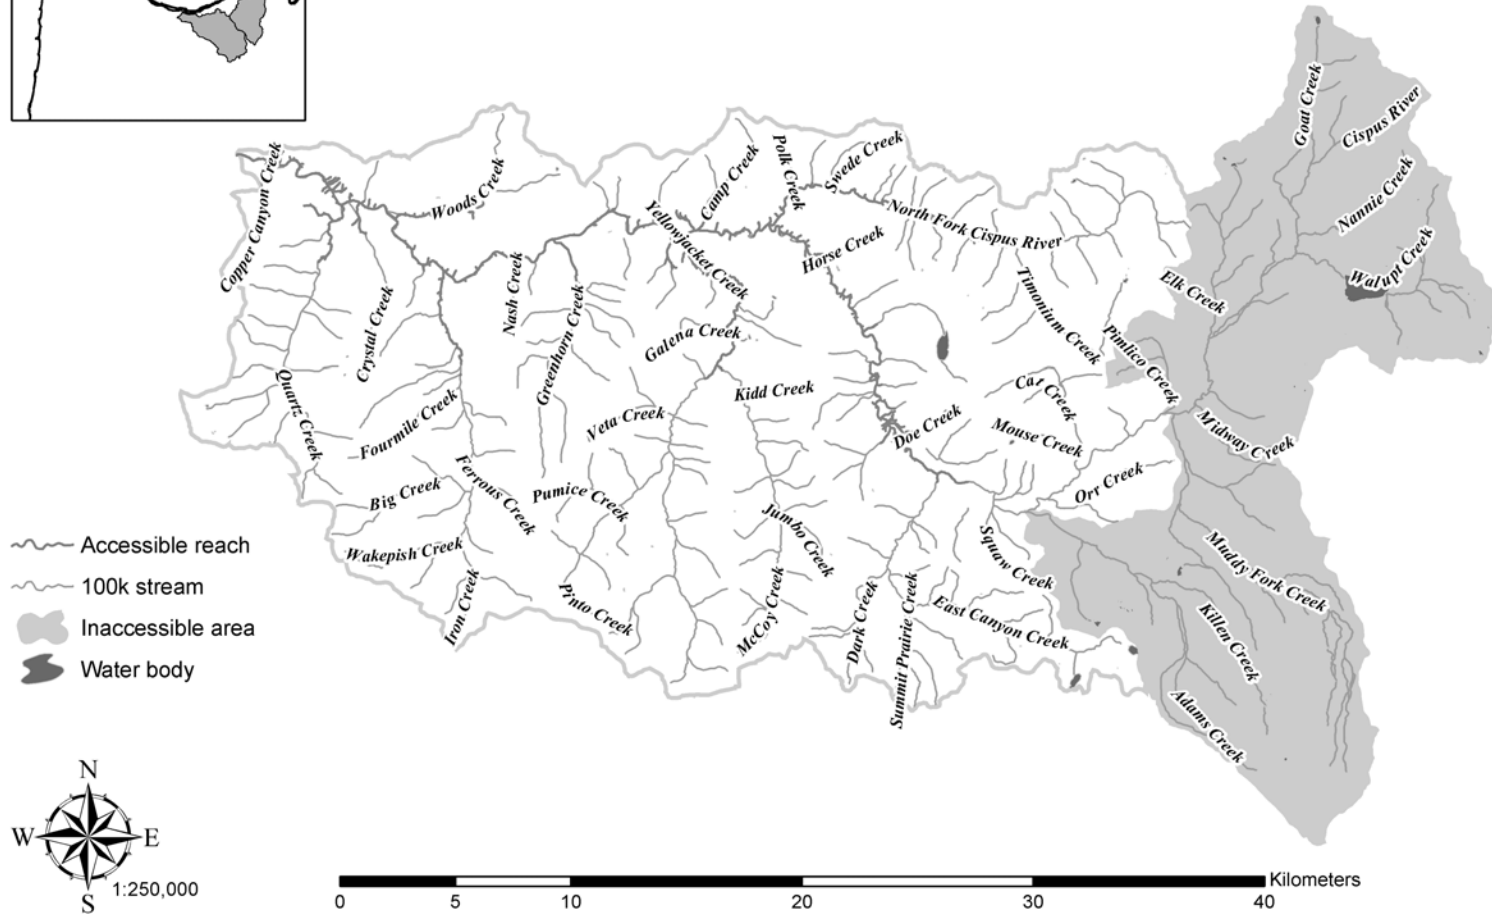 Goat Creek
Cispus River
Nannie Creek
Walupt Creek
Copper Canyon Creek
Woods Creek
Camp Creek
Polk Creek
Swede Creek
North Fork Cispus River
Yellowjacket Creek
Horse Creek
Elk Creek
Nash Creek
Crystal Creek
Greenhorn Creek
Galena Creek
Timonium Creek
Pimlico Creek
Quartz Creek
Kidd Creek
Cat Creek
Fourmile Creek
Veta Creek
Doe Creek
Mouse Creek
Midway Creek
Big Creek
Ferrous Creek
Pumice Creek
Jumbo Creek
Orr Creek
Wakepish Creek
Squaw Creek
Muddy Fork Creek
Iron Creek
Pinto Creek
McCoy Creek
Dark Creek
Summit Prairie Creek
East Canyon Creek
Killen Creek
Adams Creek
Accessible reach
100k stream
Inaccessible area
Water body
N
W E
S
1:250,000
Kilometers
0 5 10 20 30 40